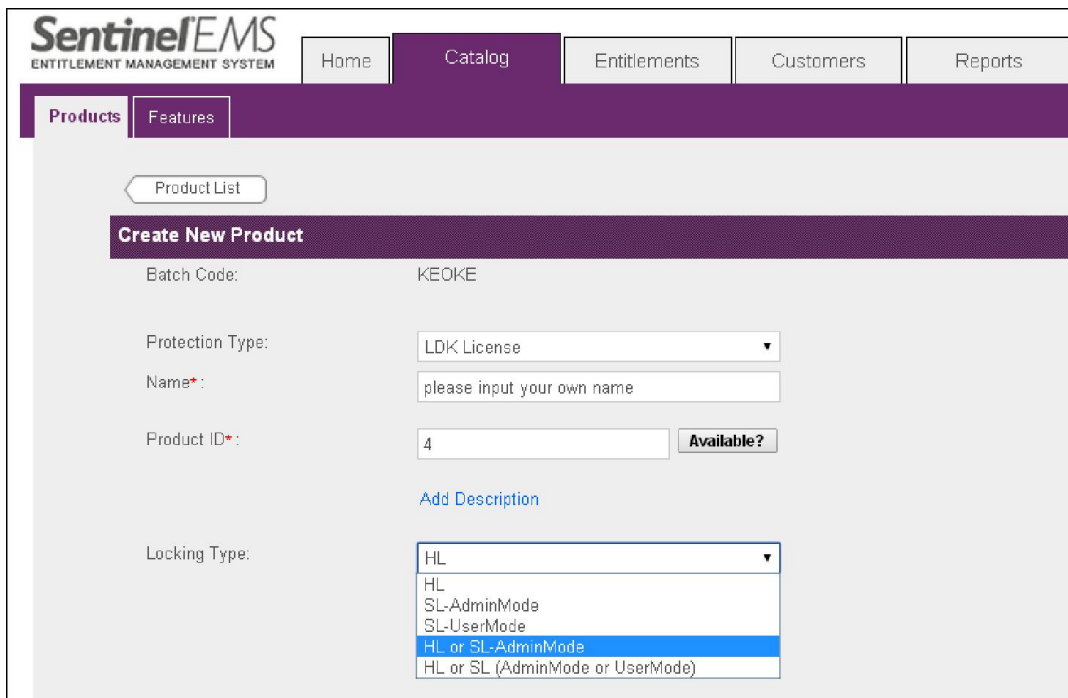 Sentinel EMS
ENTITLEMENT MANAGEMENT SYSTEM
Home
Catalog
Entitlements
Customers
Reports
Products
Features
Product List
Create New Product
Batch Code: KEOKE
Protection Type: LDK License
Name*: please input your own name
Product ID*: 4 Available?
Add Description
Locking Type: HL
HL
SL-AdminMode
SL-UserMode
HL or SL-AdminMode
HL or SL (AdminMode or UserMode)